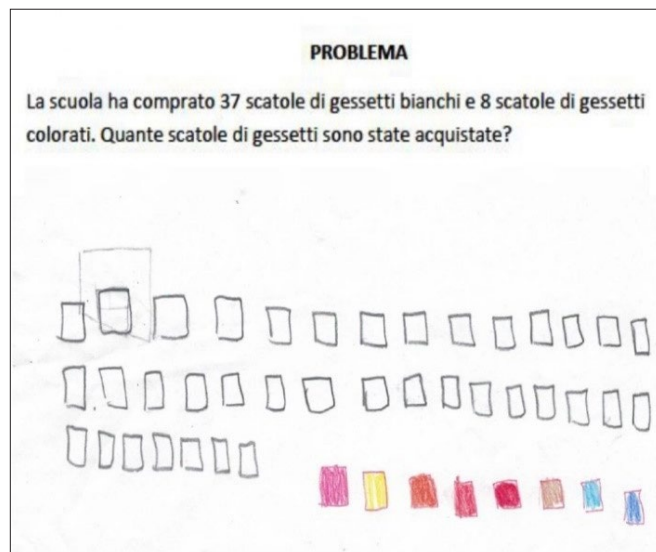 PROBLEMA
La scuola ha comprato 37 scatole di gessetti bianchi e 8 scatole di gessetti
colorati. Quante scatole di gessetti sono state acquistate?